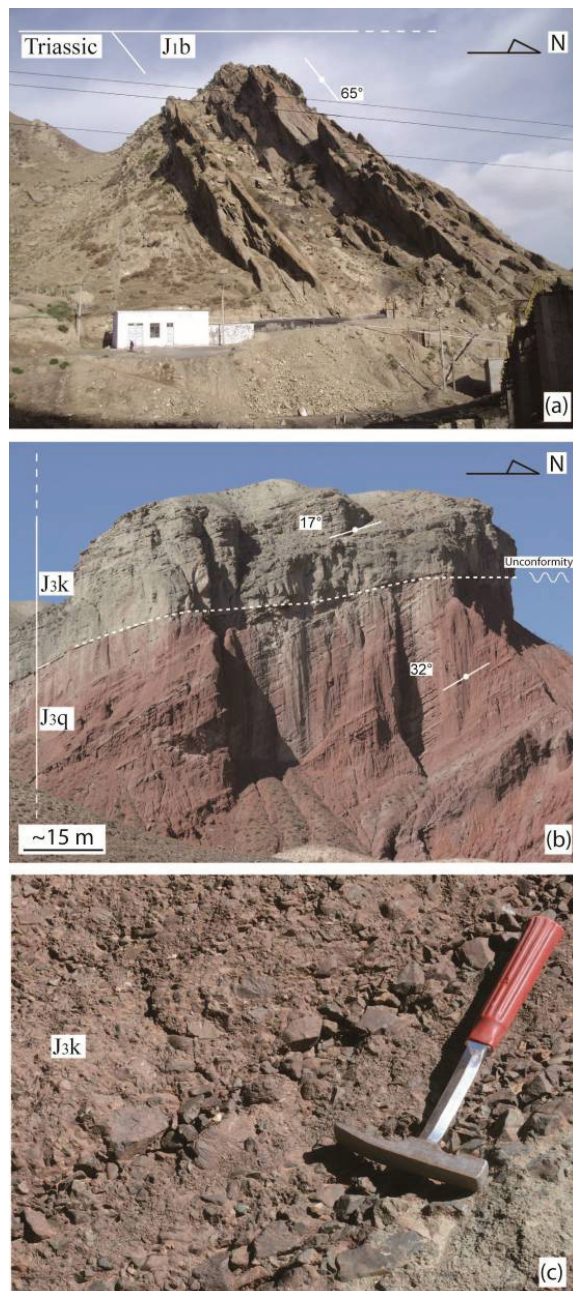 Triassic J1b N
65°
(a)
N
17°
Unconformity
J3k
32°
J3q
~15 m
(b)
J3k
(c)